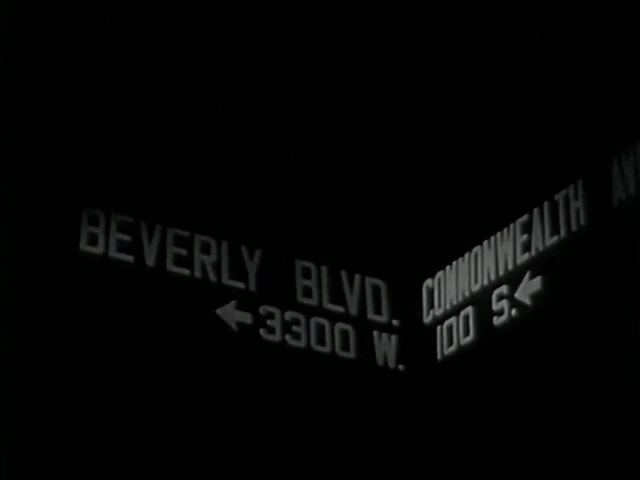 BEVERLY BLVD.
← 3300 W.
COMMONWEALTH AV
100 S. ←